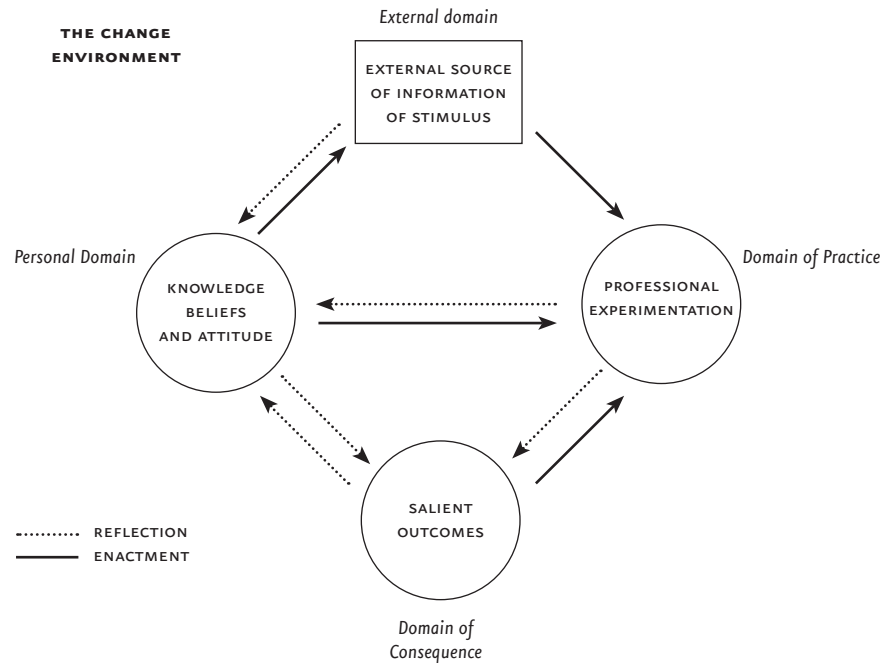 External domain
THE CHANGE
ENVIRONMENT
EXTERNAL SOURCE
OF INFORMATION
OF STIMULUS
Personal Domain
KNOWLEDGE
BELIEFS
AND ATTITUDE
PROFESSIONAL
EXPERIMENTATION
Domain of Practice
SALIENT
OUTCOMES
REFLECTION
ENACTMENT
Domain of
Consequence